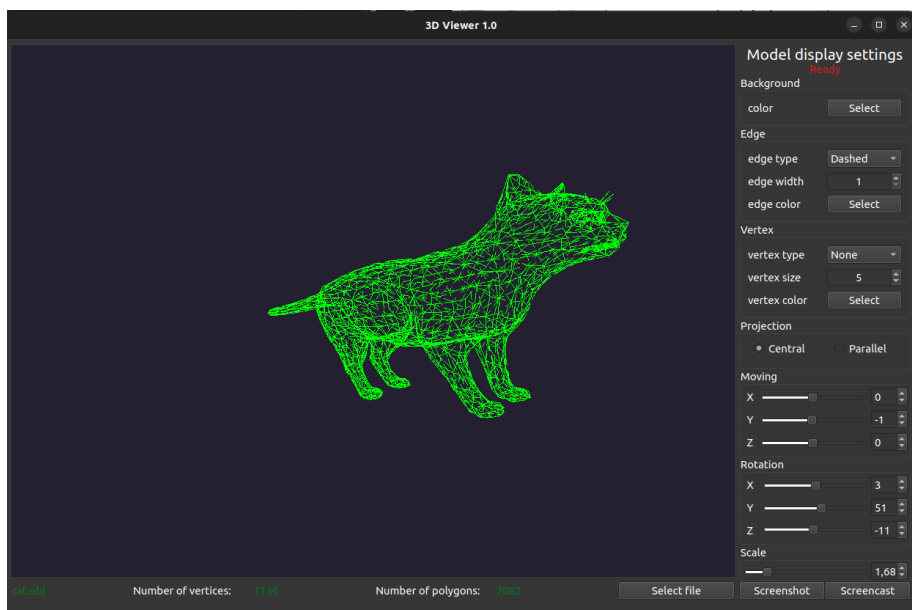 3D Viewer 1.0
Model display settings
Ready
Background
color Select
Edge
edge type Dashed
edge width 1
edge color Select
Vertex
vertex type None
vertex size 5
vertex color Select
Projection
Central Parallel
Moving
X 0
Y -1
Z 0
Rotation
X 3
Y 51
Z -11
Scale
1,68
cat.obj Number of vertices: 1136 Number of polygons: 2082 Select file Screenshot Screencast